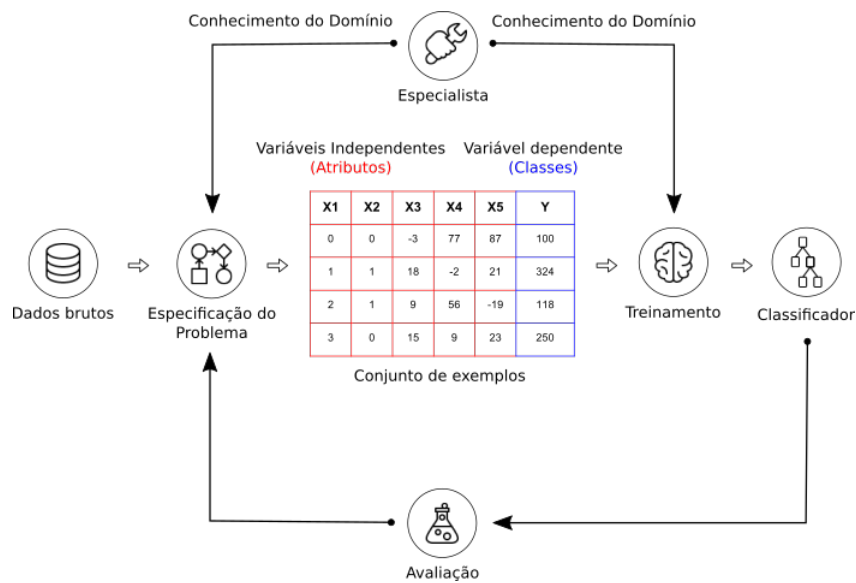 Conhecimento do Domínio
Conhecimento do Domínio
Especialista
Variáveis Independentes
(Atributos)
Variável dependente
(Classes)
X1 X2 X3 X4 X5 Y
0 0 -3 77 87 100
1 1 18 -2 21 324
2 1 9 56 -19 118
3 0 15 9 23 250
Dados brutos
Especificação do
Problema
Conjunto de exemplos
Treinamento
Classificador
Avaliação